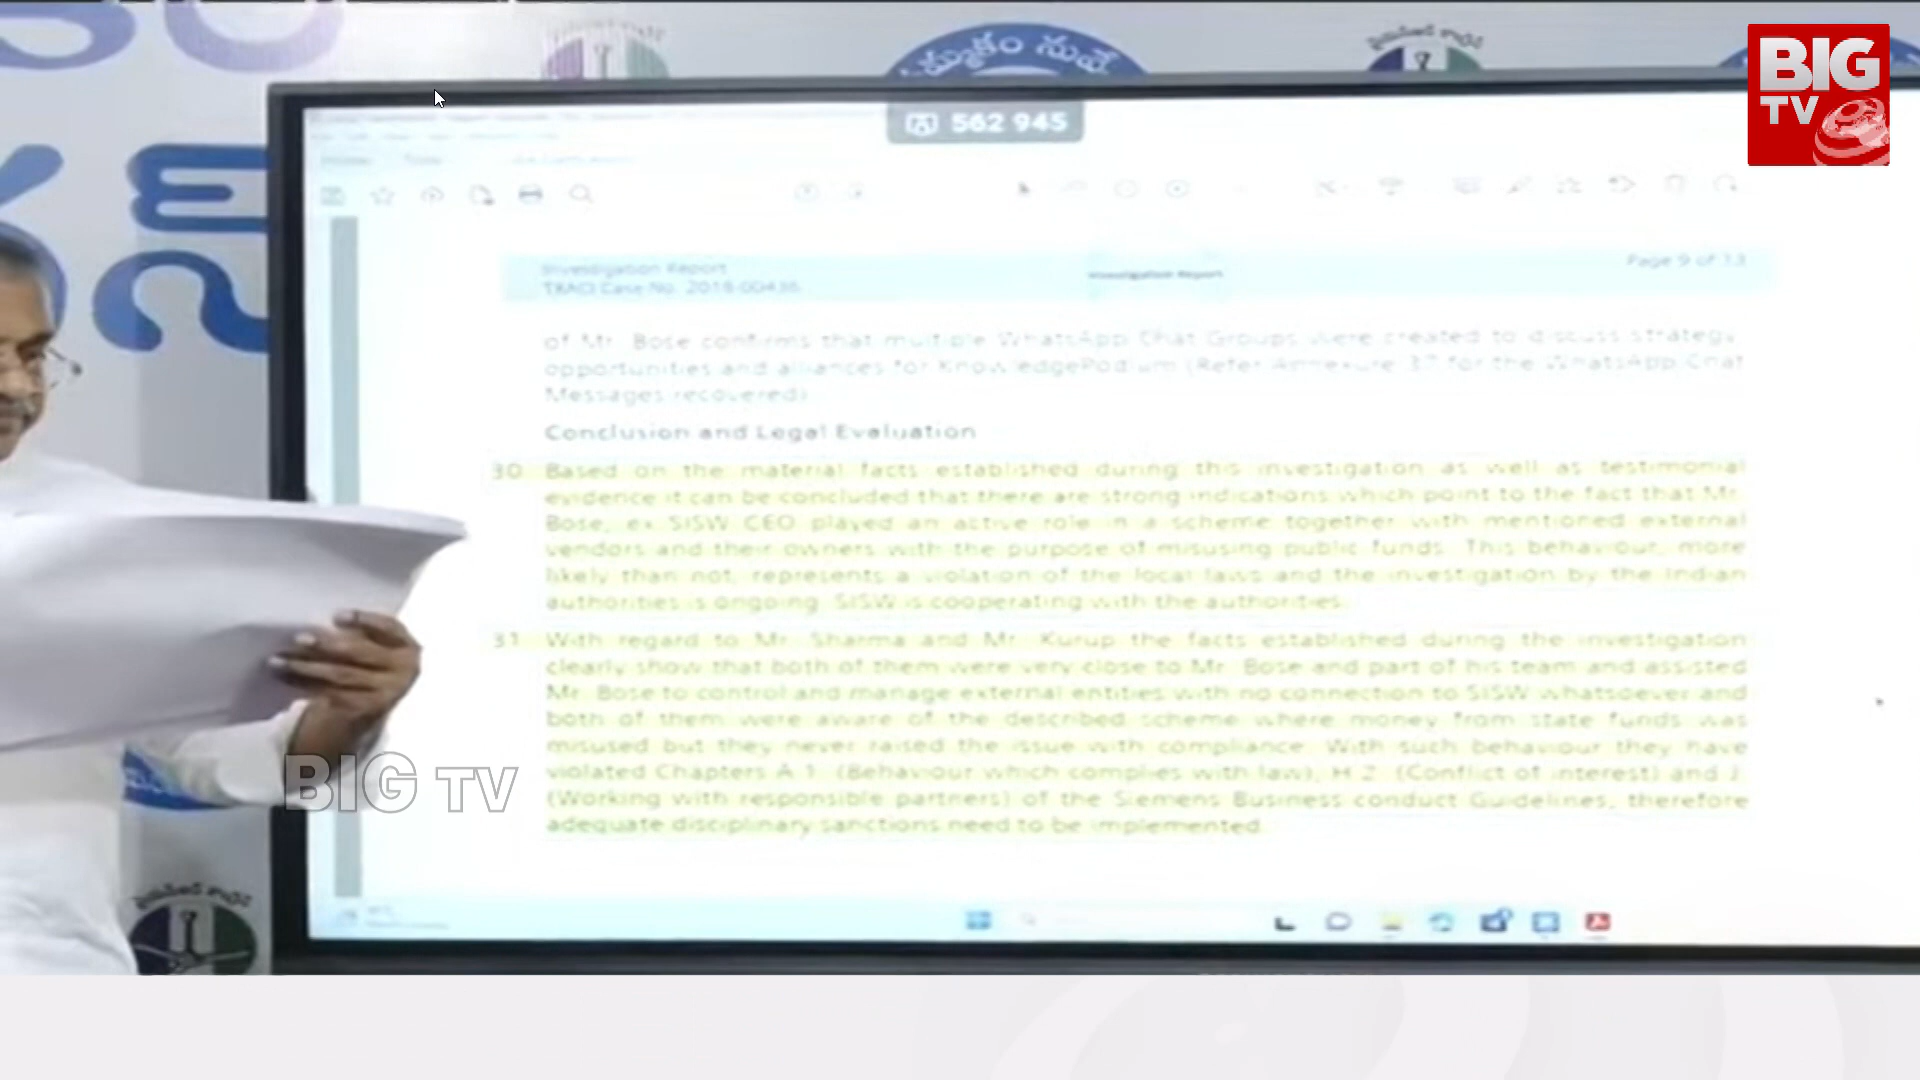 నమ్మకం నువ్వే
BIG
TV
562 945
Investigation Report
TRACI Case No. 2018-00436
Investigation Report
Page 9 of 13
of Mr. Bose confirms that multiple WhatsApp Chat Groups were created to discuss strategy,
opportunities and alliances for KnowledgePodium (Refer Annexure 37 for the WhatsApp Chat
Messages recovered)
Conclusion and Legal Evaluation
30. Based on the material facts established during this investigation as well as testimonial
evidence it can be concluded that there are strong indications which point to the fact that Mr.
Bose, ex SISW CEO played an active role in a scheme together with mentioned external
vendors and their owners with the purpose of misusing public funds. This behaviour, more
likely than not, represents a violation of the local laws and the investigation by the Indian
authorities is ongoing. SISW is cooperating with the authorities.
31. With regard to Mr. Sharma and Mr. Kurup the facts established during the investigation
clearly show that both of them were very close to Mr. Bose and part of his team and assisted
Mr. Bose to control and manage external entities with no connection to SISW whatsoever and
both of them were aware of the described scheme where money from state funds was
misused but they never raised the issue with compliance. With such behaviour they have
violated Chapters A.1. (Behaviour which complies with law), H.2. (Conflict of interest) and J.
(Working with responsible partners) of the Siemens Business conduct Guidelines, therefore
adequate disciplinary sanctions need to be implemented.
BIG TV